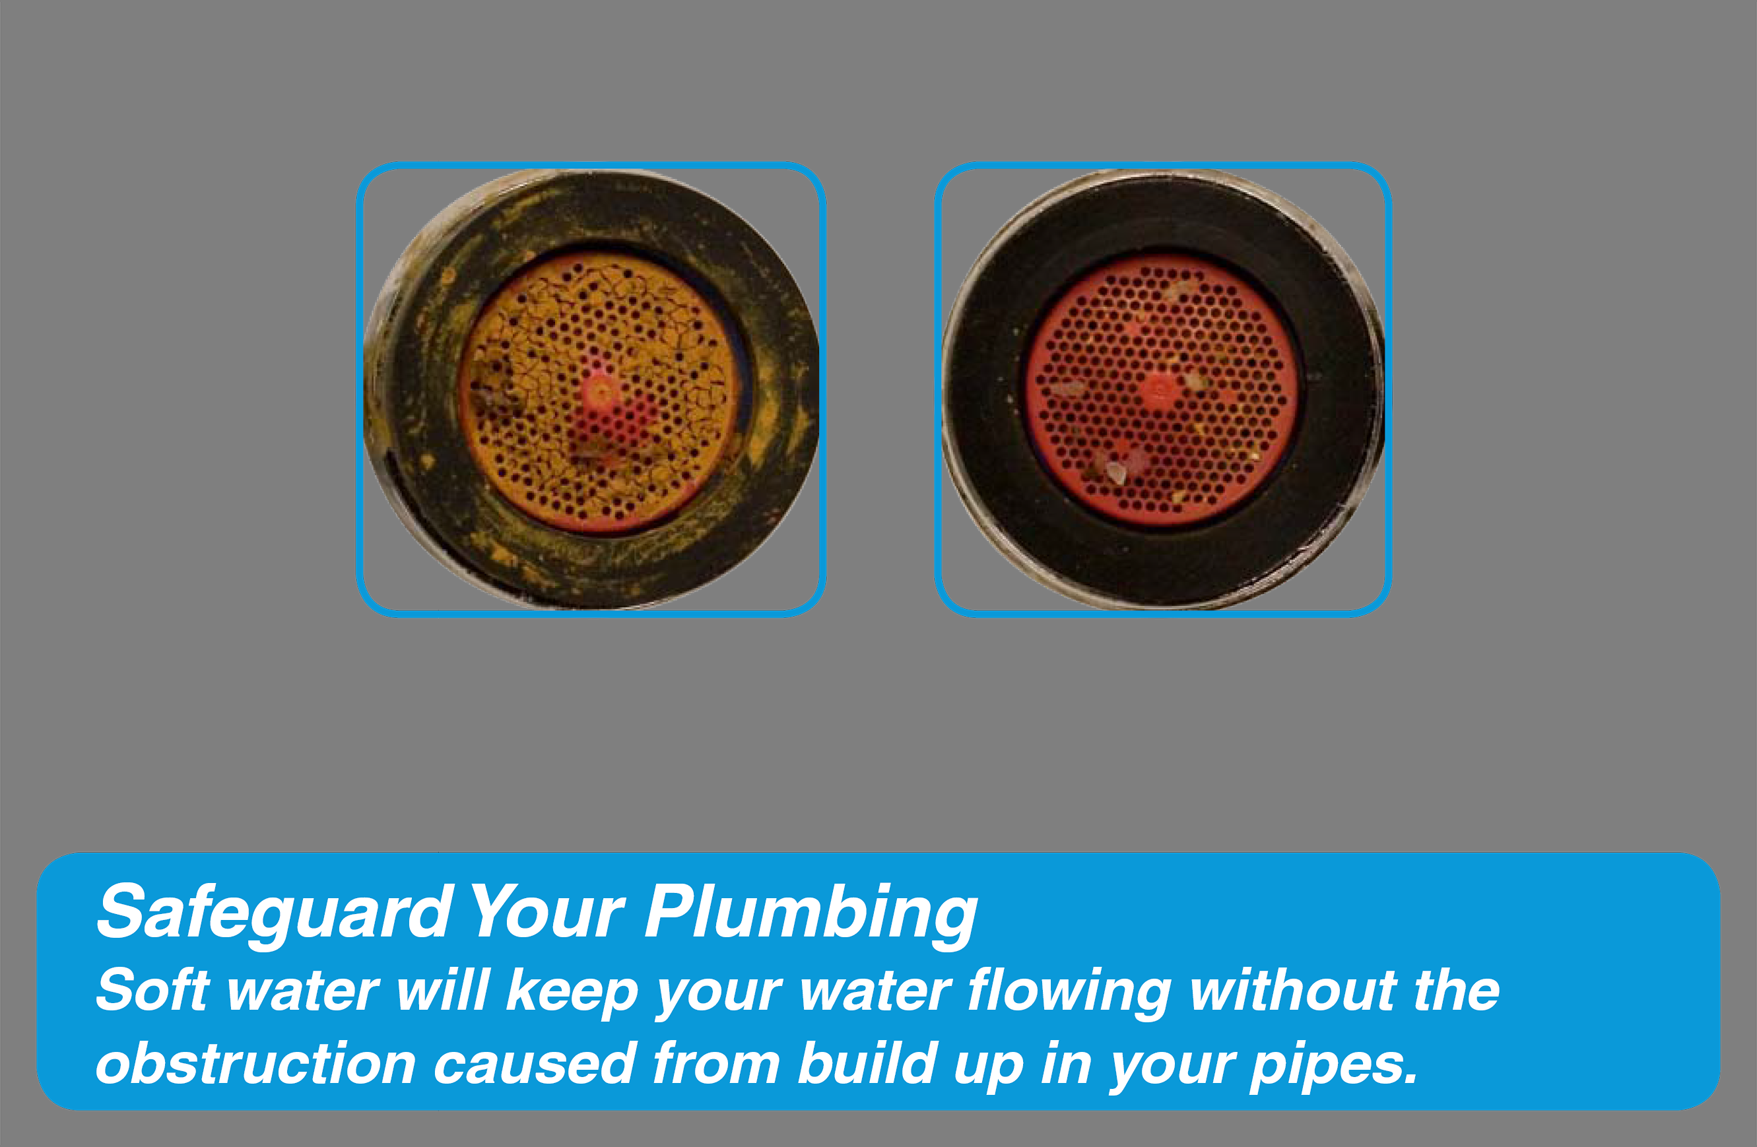 Safeguard Your Plumbing
Soft water will keep your water flowing without the
obstruction caused from build up in your pipes.